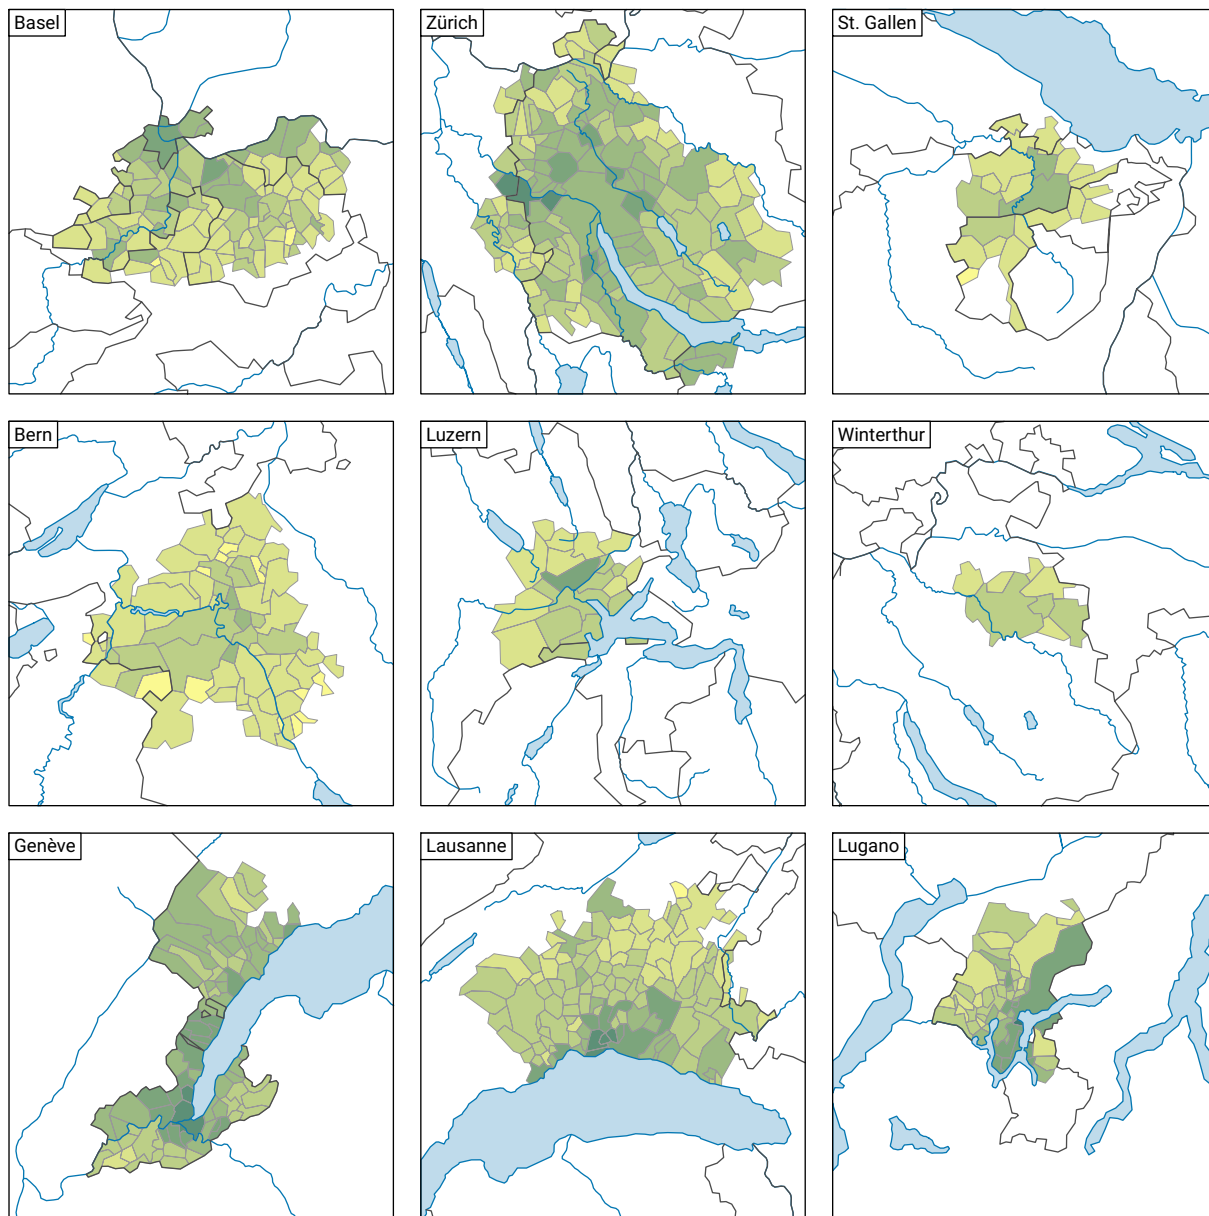 Basel
Zürich
St. Gallen
Bern
Luzern
Winterthur
Genève
Lausanne
Lugano